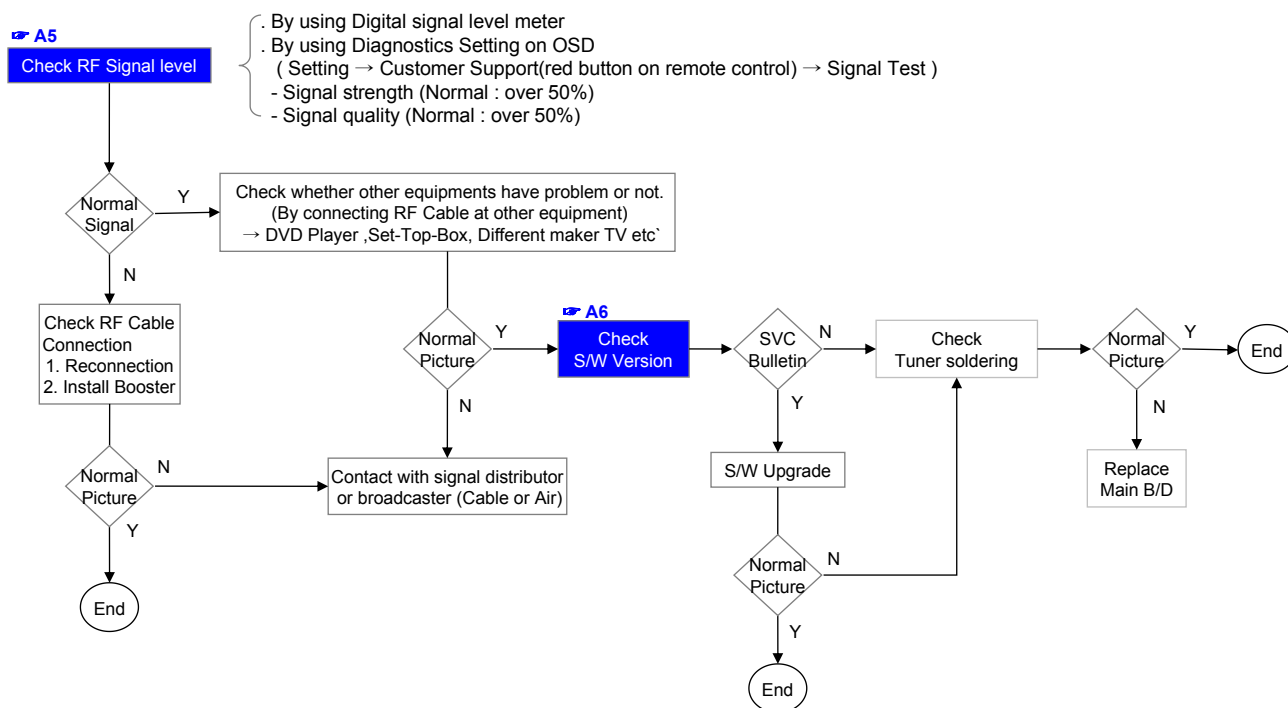 ☞ A5
Check RF Signal level
. By using Digital signal level meter
. By using Diagnostics Setting on OSD
( Setting → Customer Support(red button on remote control) → Signal Test )
- Signal strength (Normal : over 50%)
- Signal quality (Normal : over 50%)
Normal
Signal
Y
N
Check whether other equipments have problem or not.
(By connecting RF Cable at other equipment)
→ DVD Player ,Set-Top-Box, Different maker TV etc`
Check RF Cable
Connection
1. Reconnection
2. Install Booster
Normal
Picture
N
Y
End
Normal
Picture
Y
N
Contact with signal distributor
or broadcaster (Cable or Air)
☞ A6
Check
S/W Version
SVC
Bulletin
N
Y
S/W Upgrade
Normal
Picture
N
Y
End
Check
Tuner soldering
Normal
Picture
Y
N
End
Replace
Main B/D